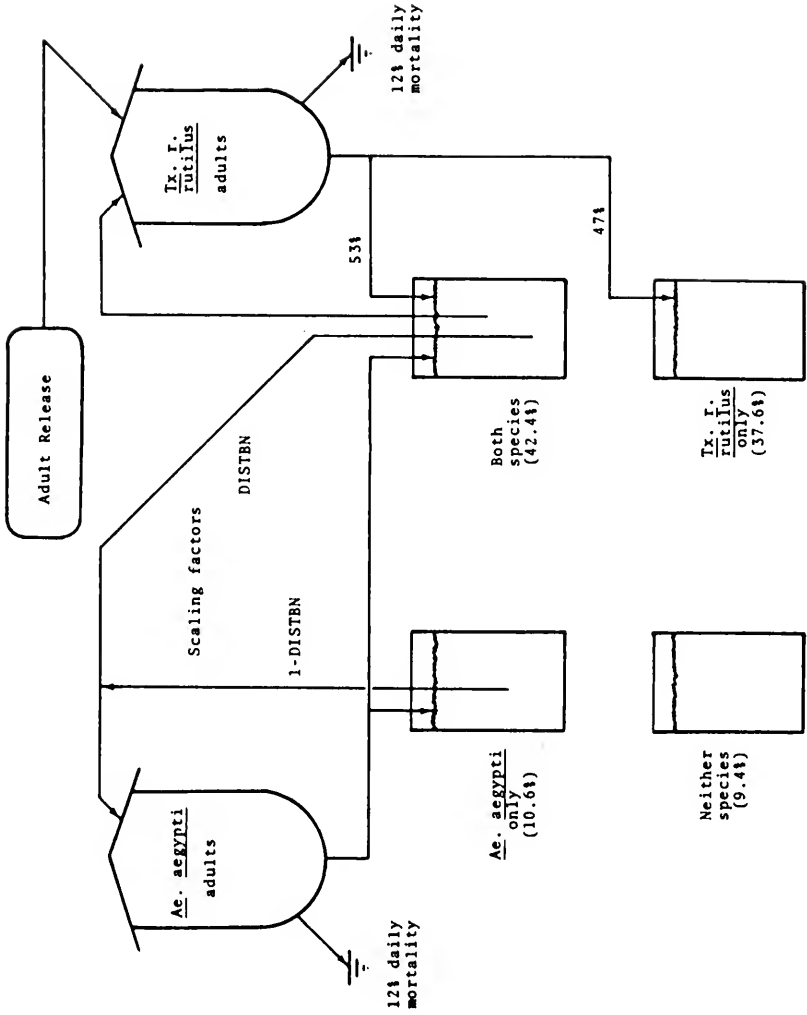 Adult Release
Tx. r.
rutilus
adults
12% daily
mortality
53%
47%
Scaling factors
DISTBN
1-DISTBN
Ae. aegypti
adults
12% daily
mortality
Both
species
(42.4%)
Tx. r.
rutilus
only
(37.6%)
Ae. aegypti
only
(10.6%)
Neither
species
(9.4%)